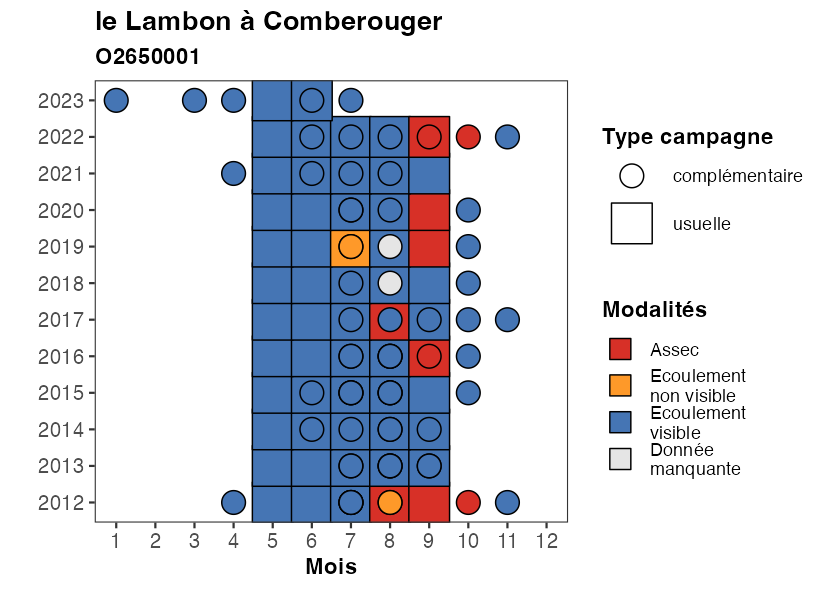 le Lambon à Comberouger
O2650001
2023
2022
2021
2020
2019
2018
2017
2016
2015
2014
2013
2012
1 2 3 4 5 6 7 8 9 10 11 12
Mois
Type campagne
complémentaire
usuelle
Modalités
Assec
Ecoulement
non visible
Ecoulement
visible
Donnée
manquante